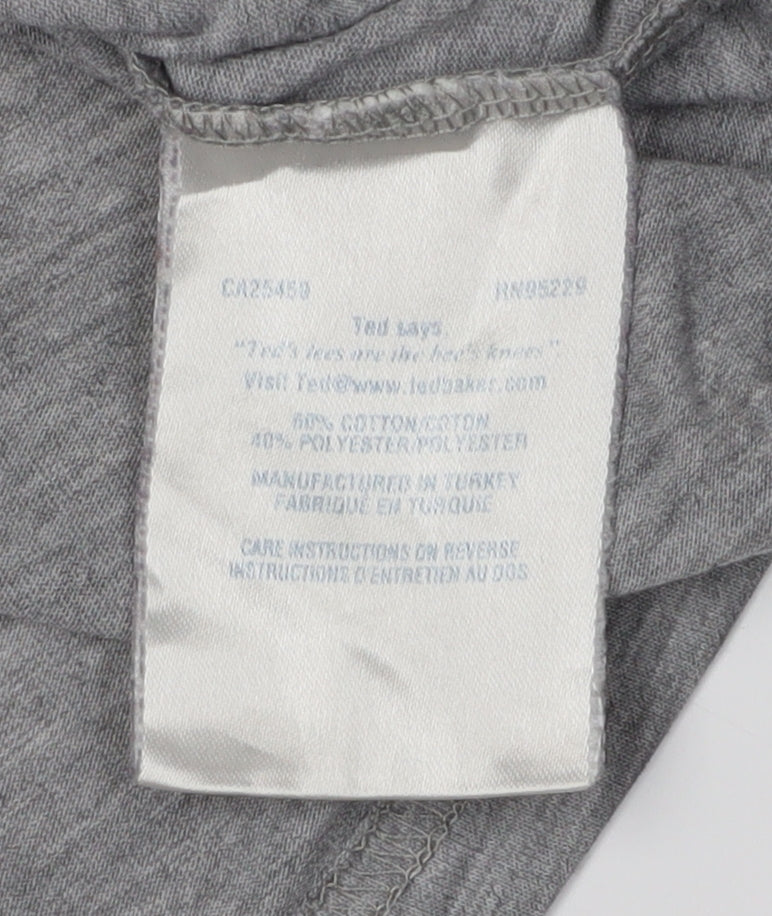 CA25453 RN95229
Ted says,
"Ted's tees are the bee's knees"
Visit Ted@www.tedbaker.com
60% COTTON/COTON
40% POLYESTER/POLYESTER
MANUFACTURED IN TURKEY
FABRIQUÉ EN TURQUIE
CARE INSTRUCTIONS ON REVERSE
INSTRUCTIONS D'ENTRETIEN AU DOS